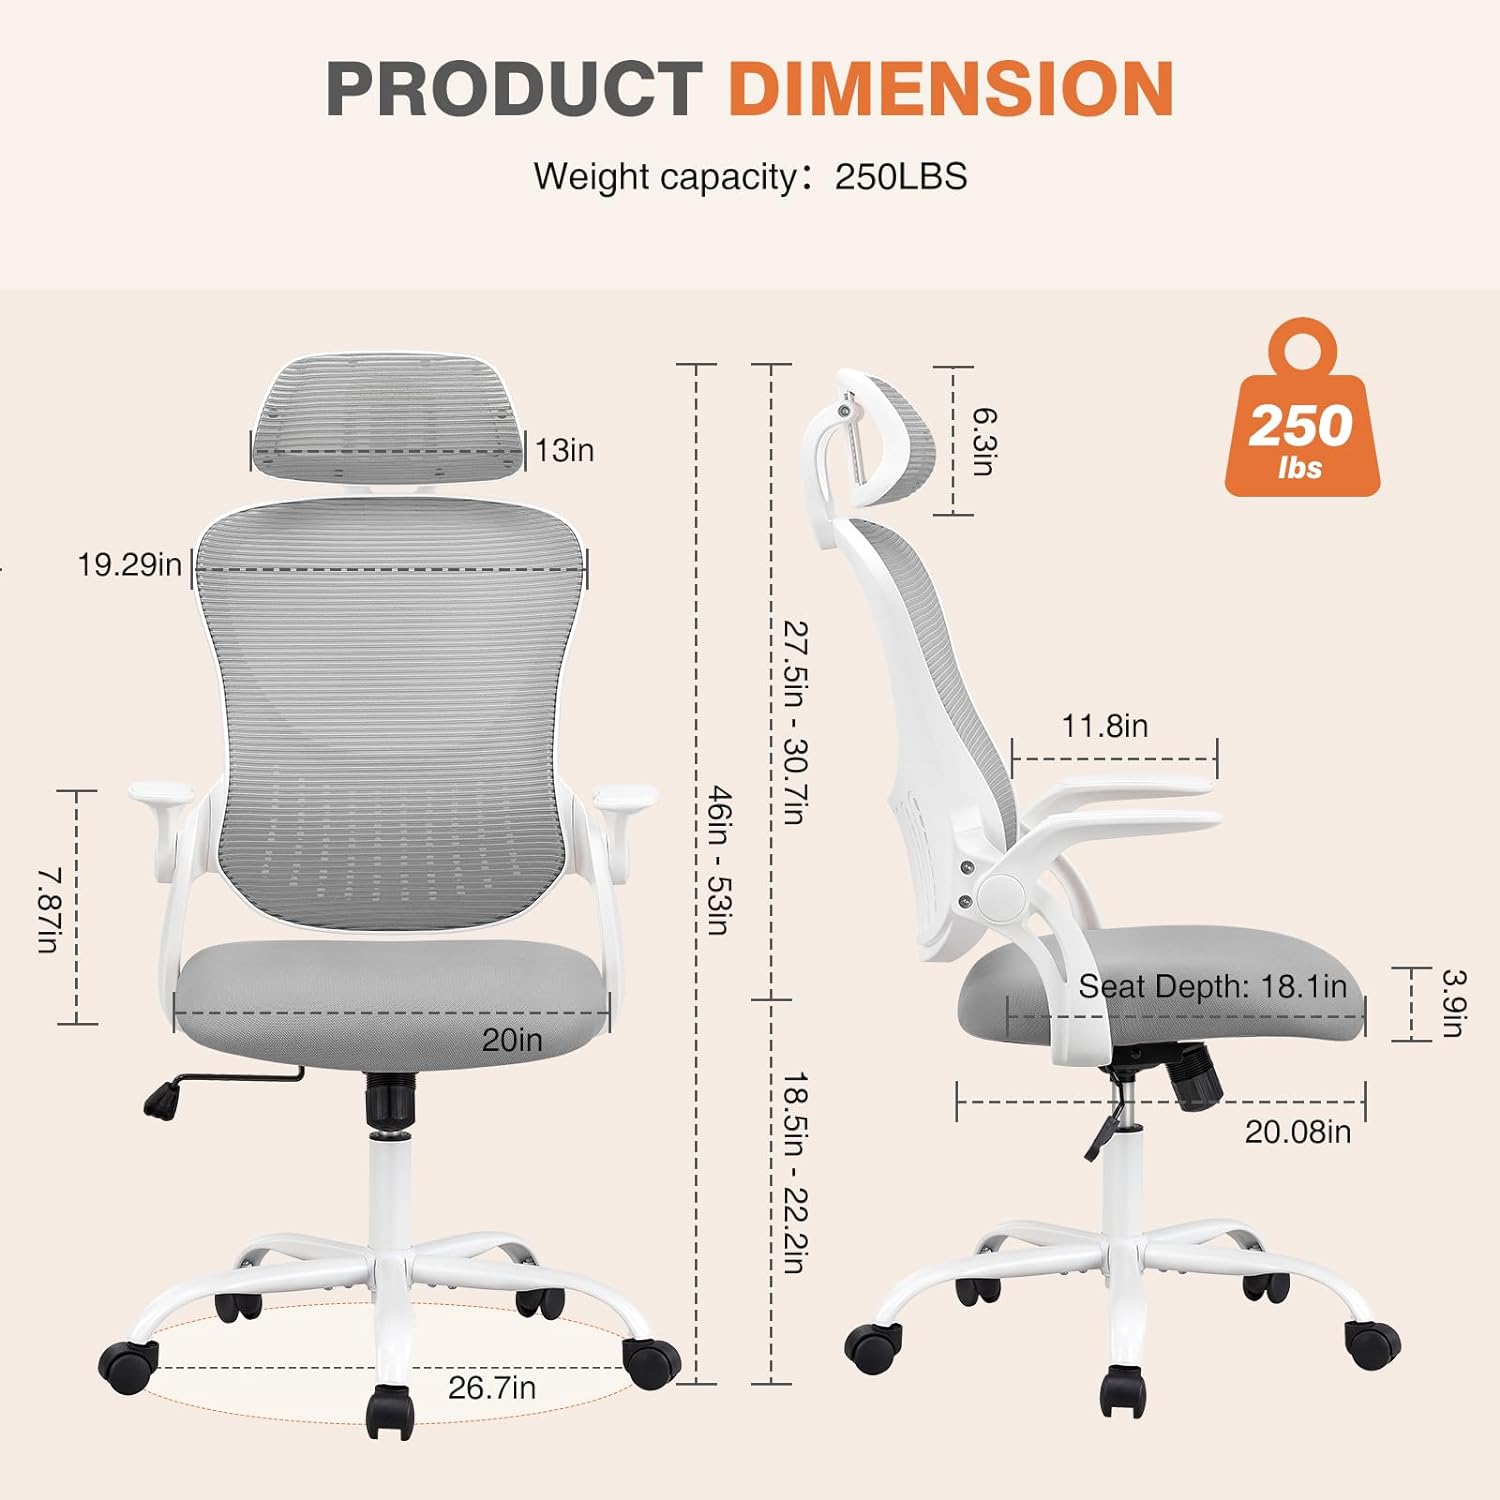 PRODUCT DIMENSION
Weight capacity：250LBS
250
lbs
13in
6.3in
19.29in
27.5in - 30.7in
11.8in
46in - 53in
7.87in
Seat Depth: 18.1in
3.9in
20in
18.5in - 22.2in
20.08in
26.7in